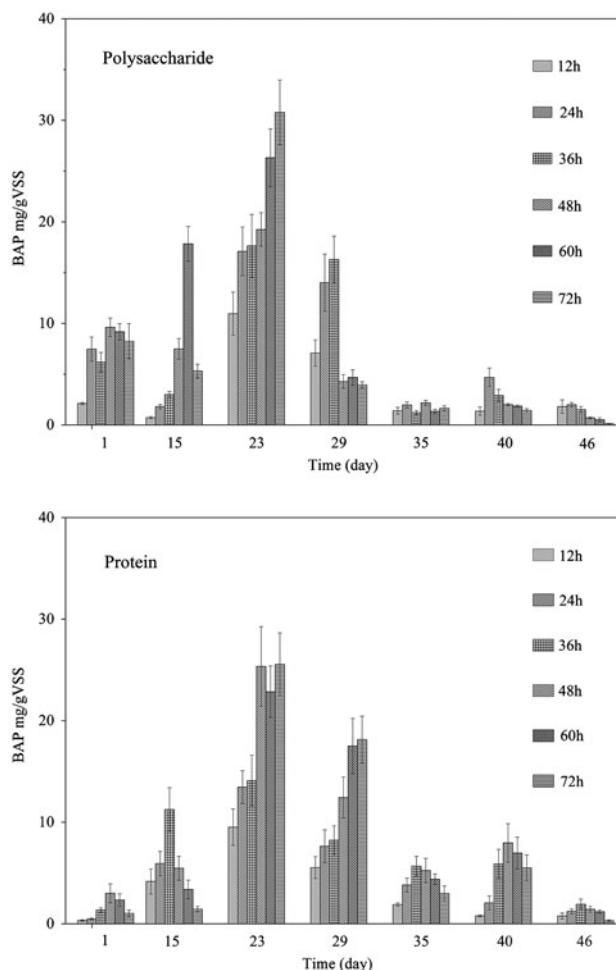 40
Polysaccharide
12h
24h
30
36h
BAP mg/gVSS
20
48h
60h
10
72h
0
1 15 23 29 35 40 46
Time (day)
40
Protein
12h
24h
30
36h
BAP mg/gVSS
20
48h
60h
10
72h
0
1 15 23 29 35 40 46
Time (day)